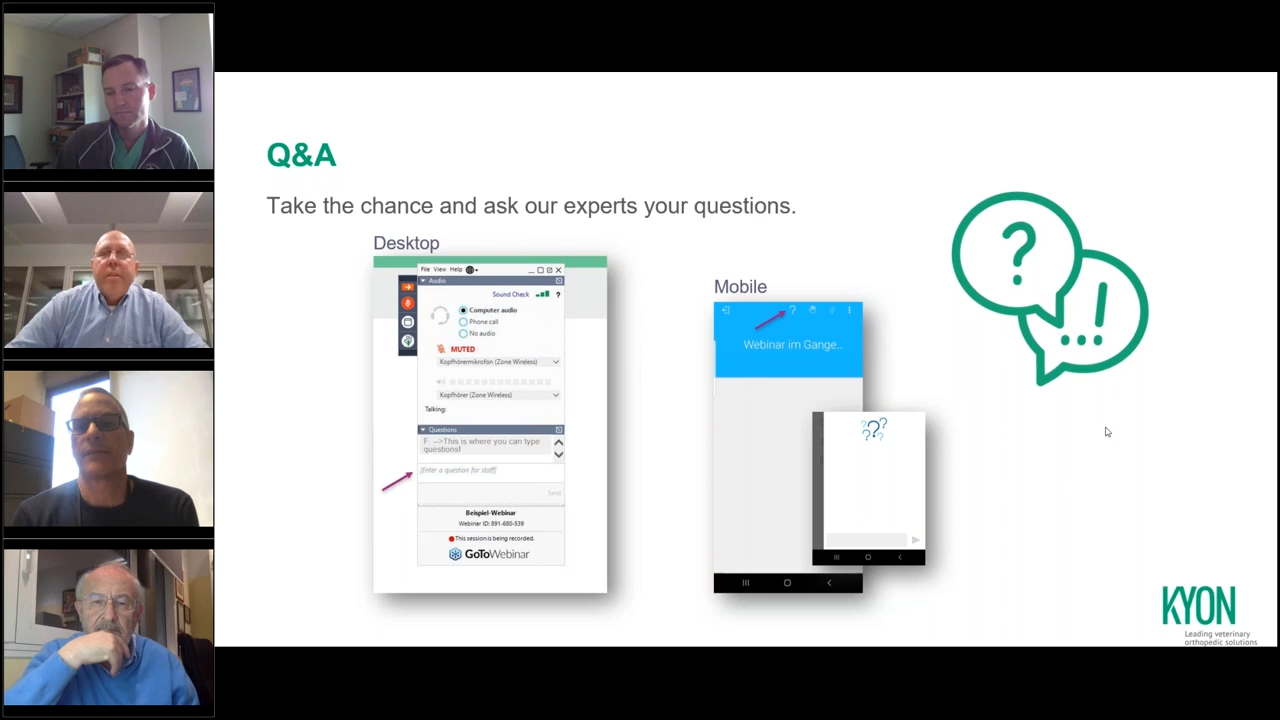 Q&A
Take the chance and ask our experts your questions.
Desktop
File View Help
Audio
Sound Check ?
Computer audio
Phone call
No audio
MUTED
Kopfhörermikrofon (Zone Wireless)
Kopfhörer (Zone Wireless)
Talking:
Questions
F: -->This is where you can type
questions!
[Enter a question for staff]
Send
Beispiel-Webinar
Webinar ID: 891-680-539
This session is being recorded.
GoToWebinar
Mobile
?
Webinar im Gange...
???
? ...!
KYON
Leading veterinary
orthopedic solutions